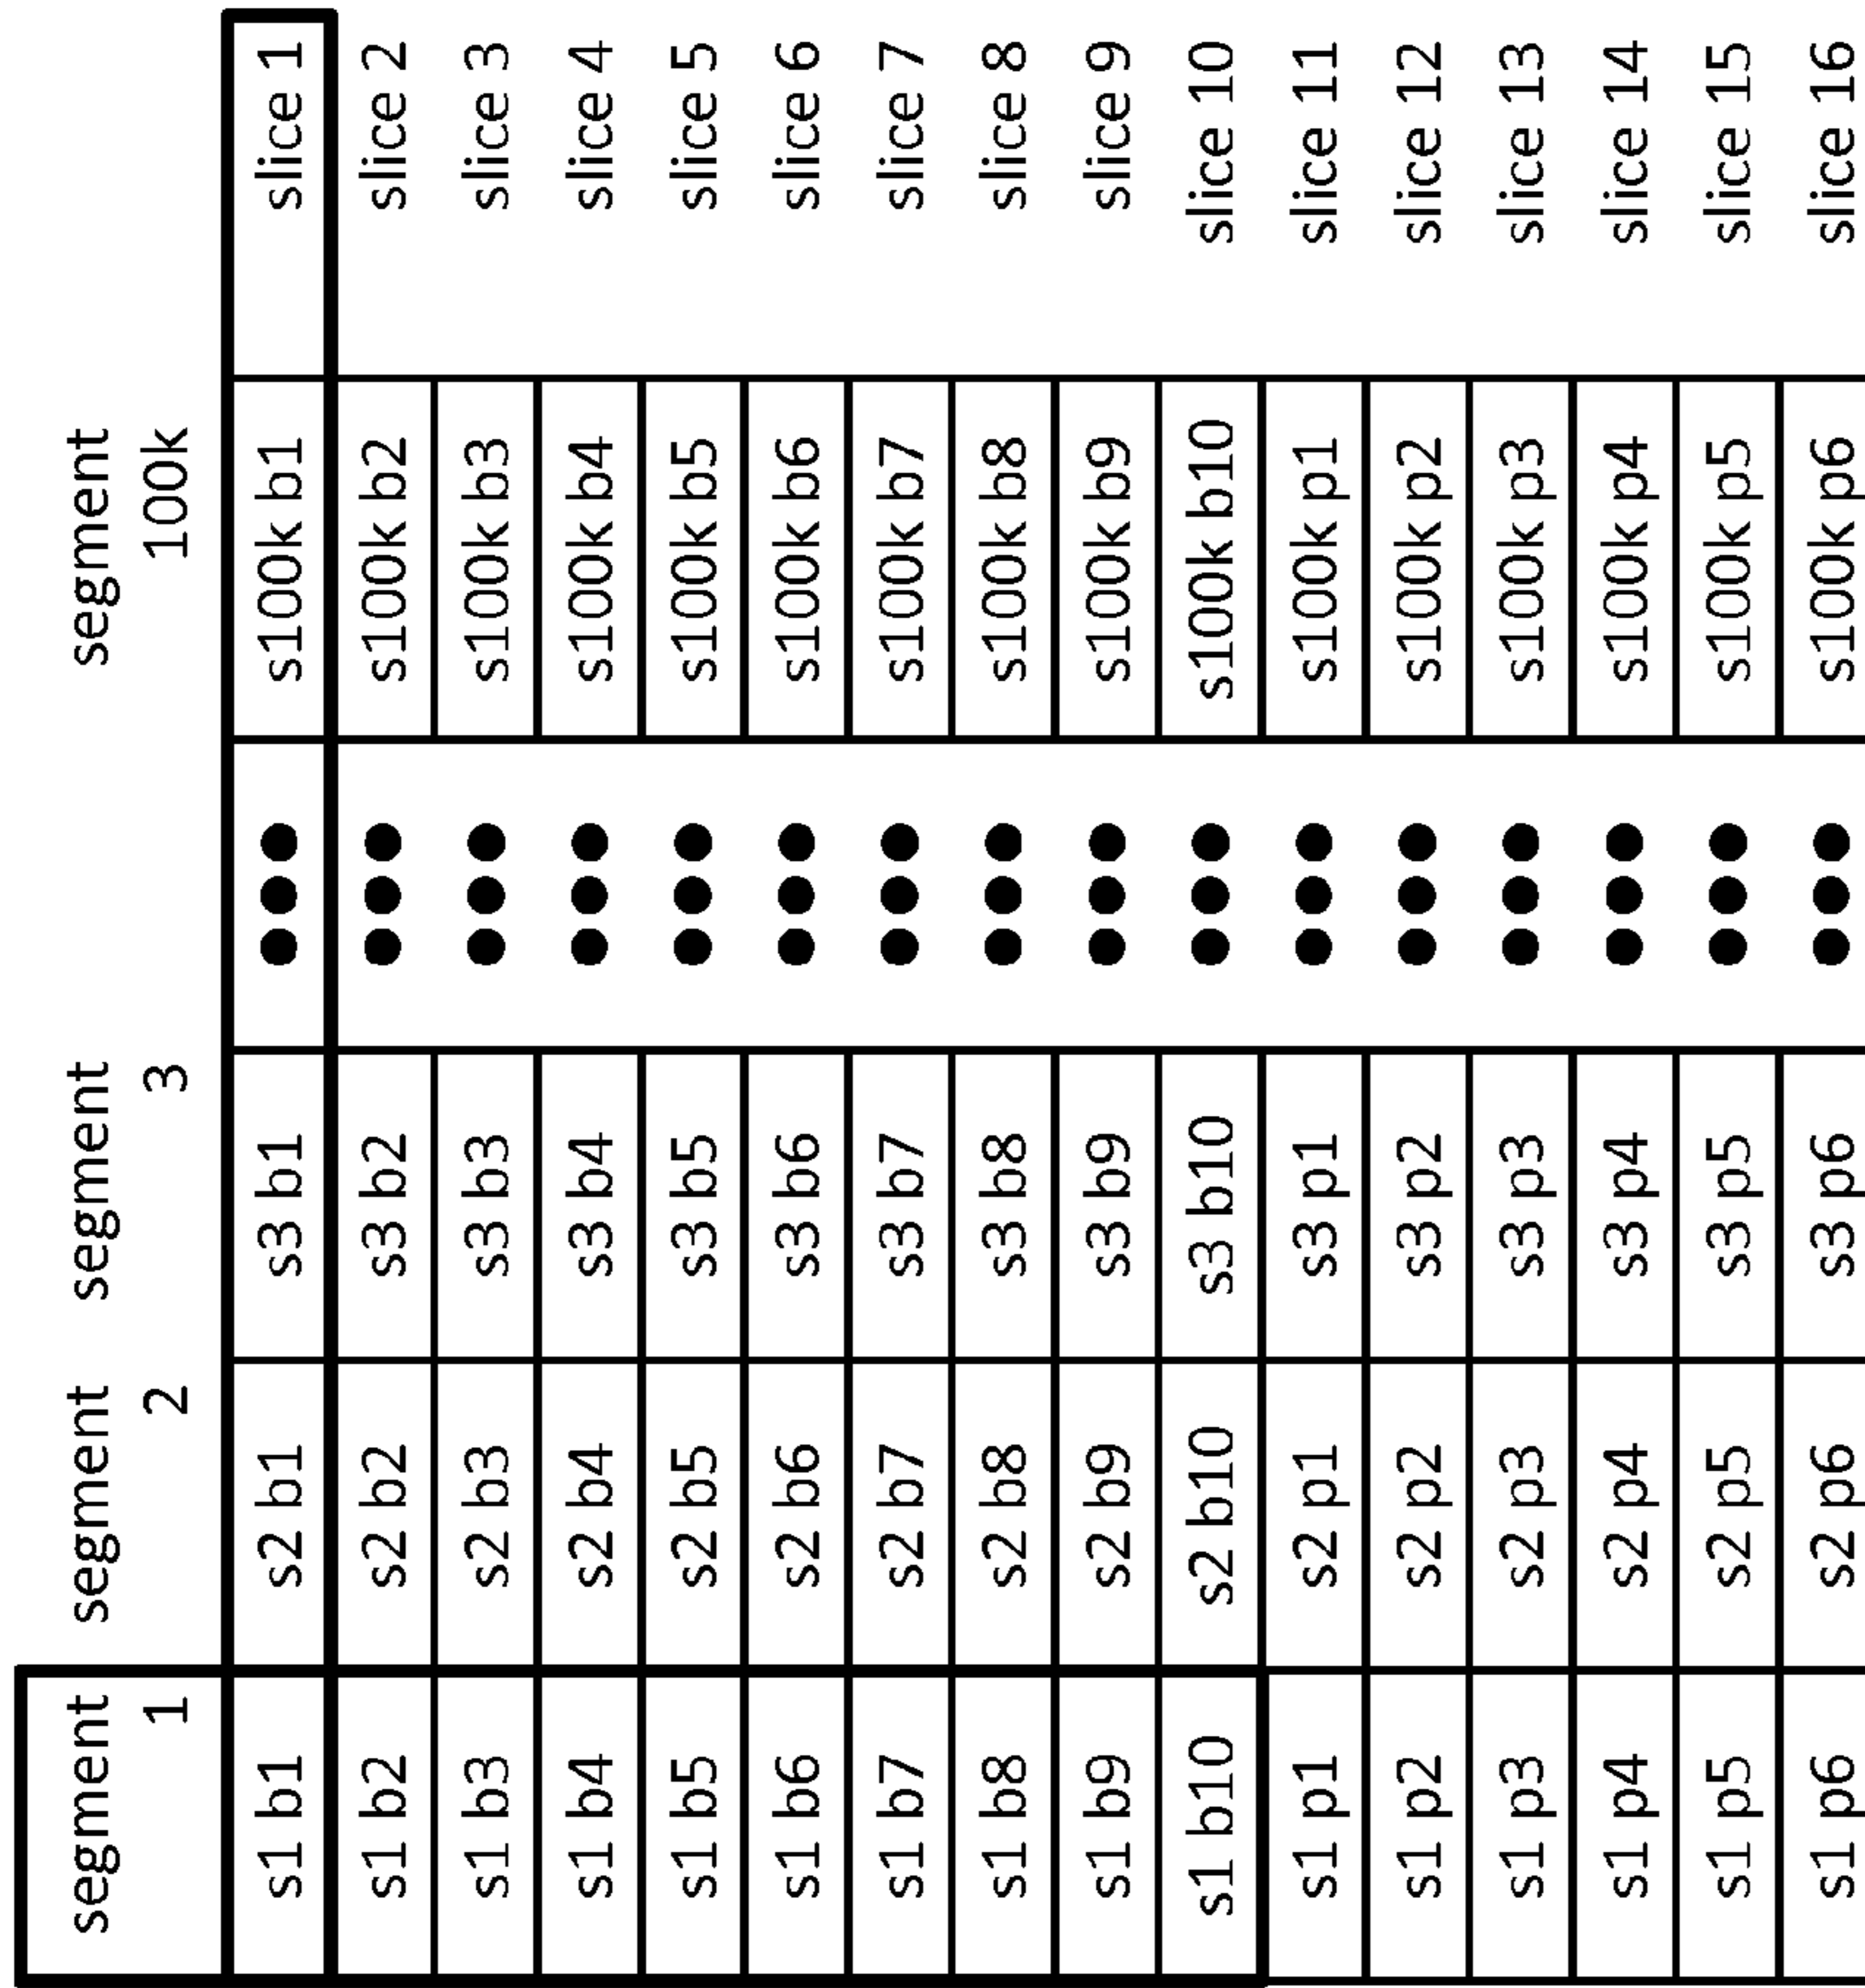 segment 1 segment 2 segment 3 segment 100k
s1 b1 s2 b1 s3 b1 ●●● s100k b1 slice 1
s1 b2 s2 b2 s3 b2 ●●● s100k b2 slice 2
s1 b3 s2 b3 s3 b3 ●●● s100k b3 slice 3
s1 b4 s2 b4 s3 b4 ●●● s100k b4 slice 4
s1 b5 s2 b5 s3 b5 ●●● s100k b5 slice 5
s1 b6 s2 b6 s3 b6 ●●● s100k b6 slice 6
s1 b7 s2 b7 s3 b7 ●●● s100k b7 slice 7
s1 b8 s2 b8 s3 b8 ●●● s100k b8 slice 8
s1 b9 s2 b9 s3 b9 ●●● s100k b9 slice 9
s1 b10 s2 b10 s3 b10 ●●● s100k b10 slice 10
s1 p1 s2 p1 s3 p1 ●●● s100k p1 slice 11
s1 p2 s2 p2 s3 p2 ●●● s100k p2 slice 12
s1 p3 s2 p3 s3 p3 ●●● s100k p3 slice 13
s1 p4 s2 p4 s3 p4 ●●● s100k p4 slice 14
s1 p5 s2 p5 s3 p5 ●●● s100k p5 slice 15
s1 p6 s2 p6 s3 p6 ●●● s100k p6 slice 16